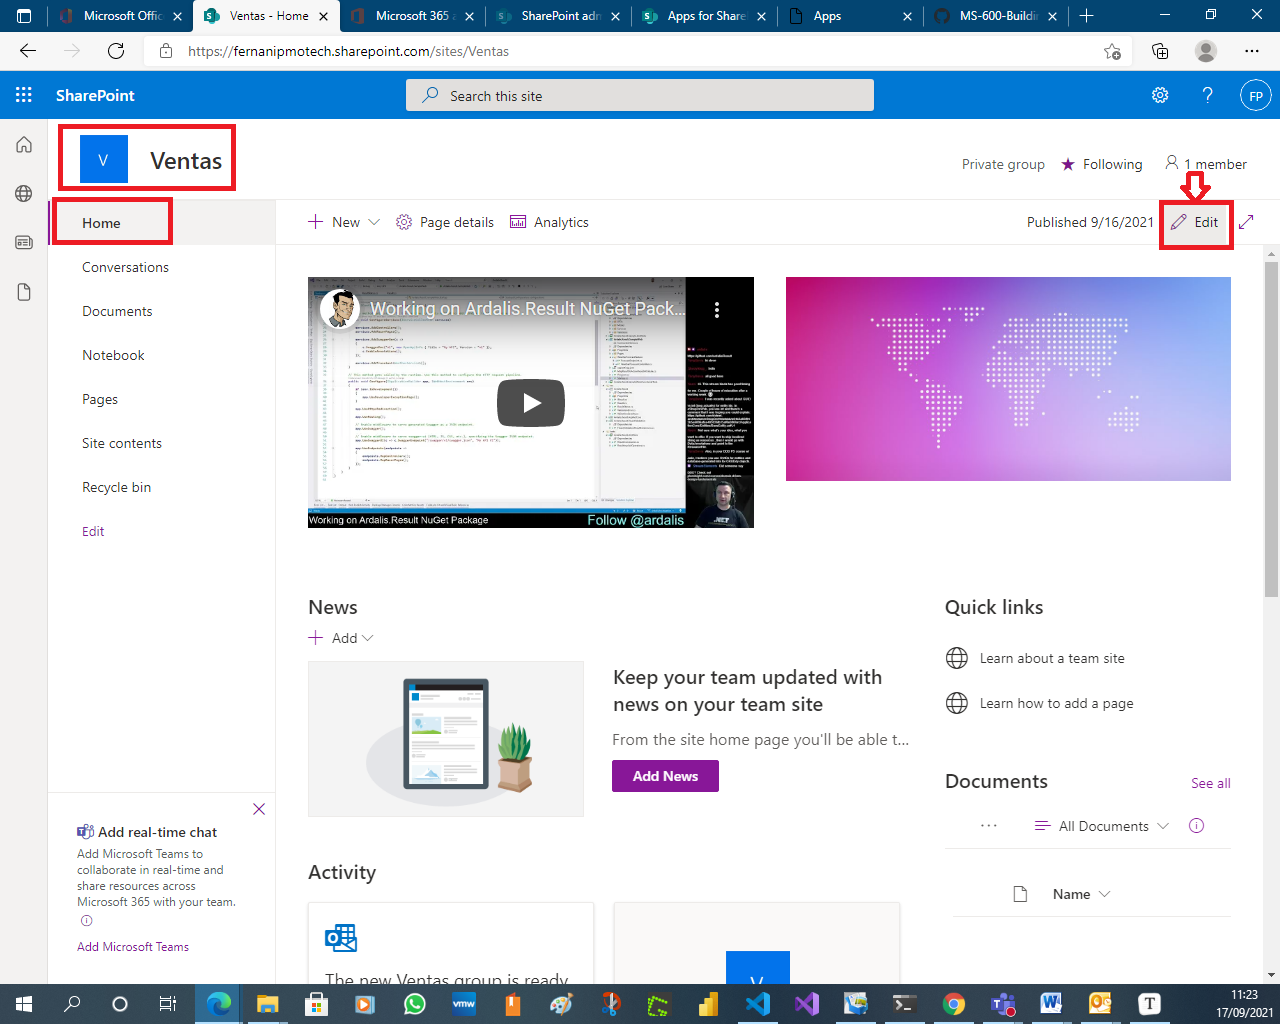 Microsoft Offic
Ventas - Home
Microsoft 365 a
SharePoint adm
Apps for Share
Apps
MS-600-Buildin
https://fernanipmotech.sharepoint.com/sites/Ventas
SharePoint
Search this site
FP
V
Ventas
Private group
Following
1 member
Home
Conversations
Documents
Notebook
Pages
Site contents
Recycle bin
Edit
New
Page details
Analytics
Published 9/16/2021
Edit
Working on Ardalis.Result NuGet Pack...
Working on Ardalis.Result NuGet Package
Follow @ardalis
News
Add
Keep your team updated with
news on your team site
From the site home page you'll be able t...
Add News
Quick links
Learn about a team site
Learn how to add a page
Documents
See all
All Documents
Name
Activity
The new Ventas group is ready
V
Add real-time chat
Add Microsoft Teams to
collaborate in real-time and
share resources across
Microsoft 365 with your team.
Add Microsoft Teams
11:23
17/09/2021